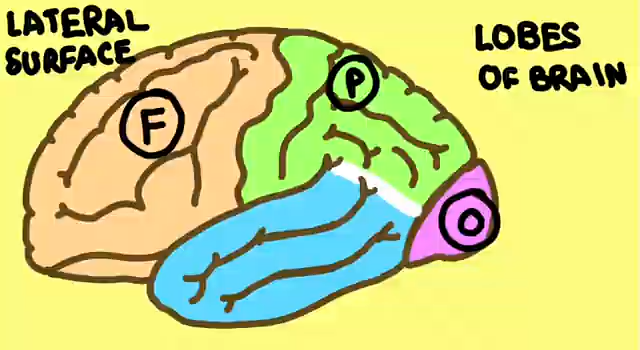 LATERAL
SURFACE
LOBES
OF BRAIN
F
P
O